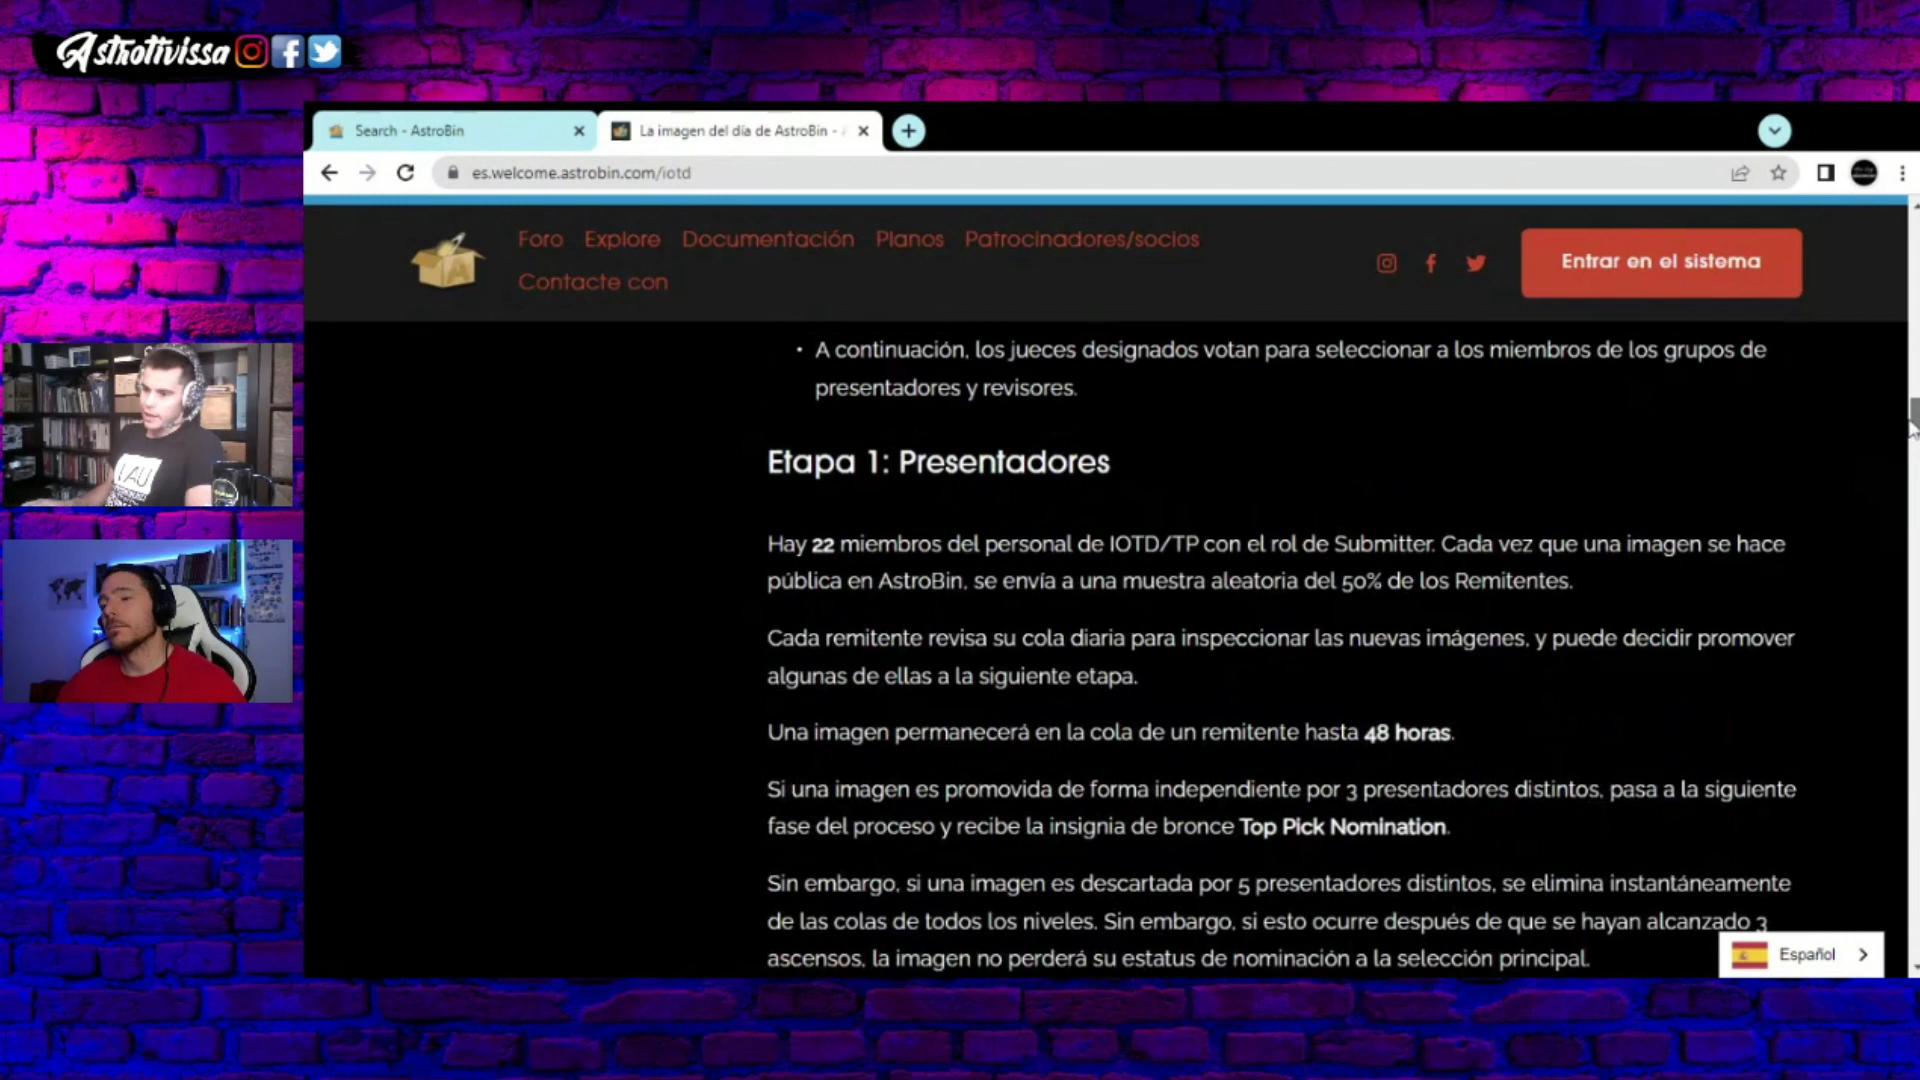 Astrotivissa
Search - AstroBin
La imagen del día de AstroBin -
es.welcome.astrobin.com/iotd
Foro Explore Documentación Planos Patrocinadores/socios
Contacte con
Entrar en el sistema
• A continuación, los jueces designados votan para seleccionar a los miembros de los grupos de
presentadores y revisores.
Etapa 1: Presentadores
Hay 22 miembros del personal de IOTD/TP con el rol de Submitter. Cada vez que una imagen se hace
pública en AstroBin, se envía a una muestra aleatoria del 50% de los Remitentes.
Cada remitente revisa su cola diaria para inspeccionar las nuevas imágenes, y puede decidir promover
algunas de ellas a la siguiente etapa.
Una imagen permanecerá en la cola de un remitente hasta 48 horas.
Si una imagen es promovida de forma independiente por 3 presentadores distintos, pasa a la siguiente
fase del proceso y recibe la insignia de bronce Top Pick Nomination.
Sin embargo, si una imagen es descartada por 5 presentadores distintos, se elimina instantáneamente
de las colas de todos los niveles. Sin embargo, si esto ocurre después de que se hayan alcanzado 3
ascensos, la imagen no perderá su estatus de nominación a la selección principal.
Español
IAU